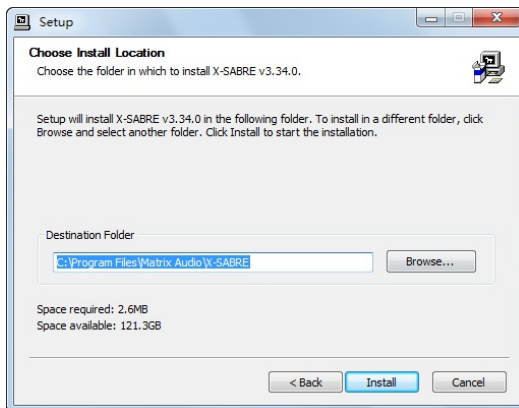 Setup
Choose Install Location
Choose the folder in which to install X-SABRE v3.34.0.
Setup will install X-SABRE v3.34.0 in the following folder. To install in a different folder, click
Browse and select another folder. Click Install to start the installation.
Destination Folder
C:\Program Files\Matrix Audio\X-SABRE
Browse...
Space required: 2.6MB
Space available: 121.3GB
< Back
Install
Cancel